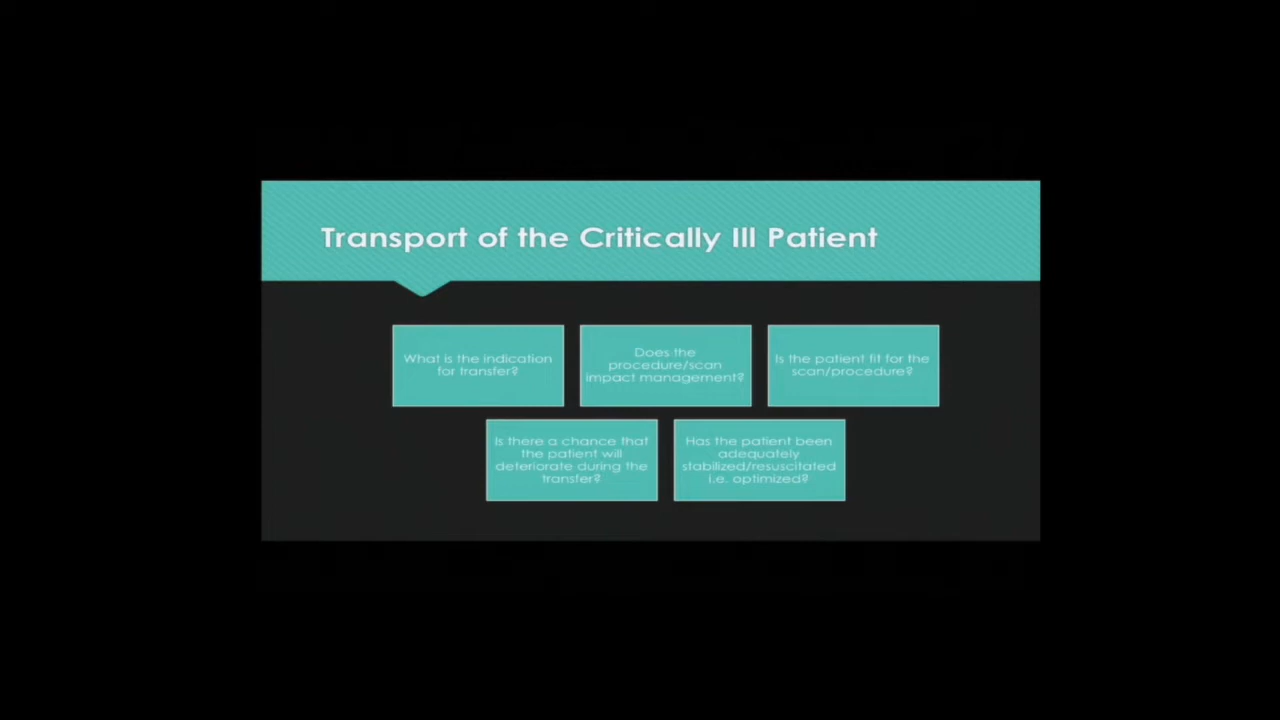 Transport of the Critically Ill Patient
What is the indication
for transfer?
Does the
procedure/scan
impact management?
Is the patient fit for the
scan/procedure?
Is there a chance that
the patient will
deteriorate during the
transfer?
Has the patient been
adequately
stabilized/resuscitated
i.e. optimized?